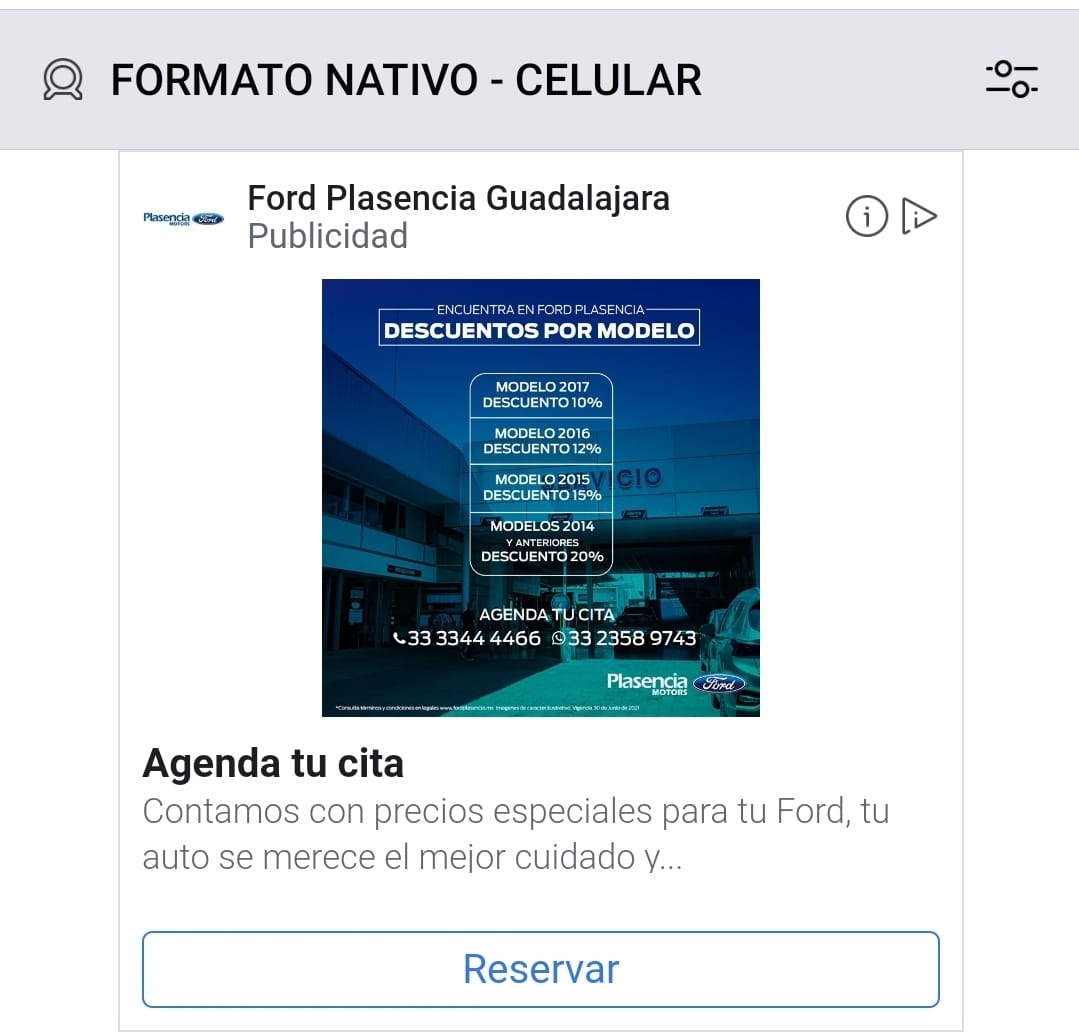 FORMATO NATIVO - CELULAR
Plasencia Ford
MOTORS
Ford Plasencia Guadalajara
Publicidad
ENCUENTRA EN FORD PLASENCIA
DESCUENTOS POR MODELO
MODELO 2017
DESCUENTO 10%
MODELO 2016
DESCUENTO 12%
SERVICIO
MODELO 2015
DESCUENTO 15%
MODELOS 2014
Y ANTERIORES
DESCUENTO 20%
AGENDA TU CITA
33 3344 4466 33 2358 9743
Plasencia Ford
MOTORS
*Consulta términos y condiciones en legales www.fordplasencia.mx Imagenes de caracter ilustrativo. Vigencia 30 de Junio de 2021
Agenda tu cita
Contamos con precios especiales para tu Ford, tu
auto se merece el mejor cuidado y...
Reservar